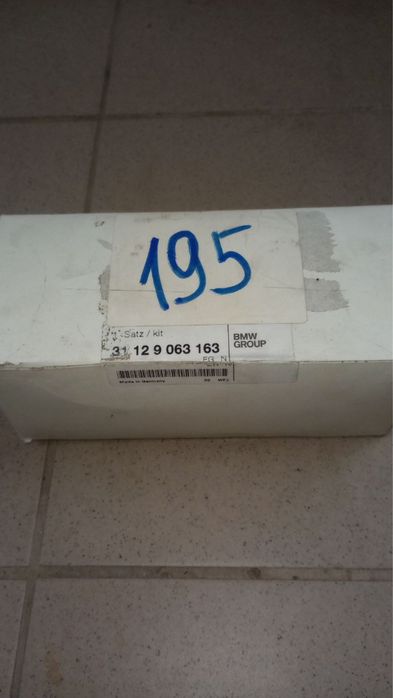 195
Satz / kit
31 12 9 063 163
BMW
GROUP
Made in Germany